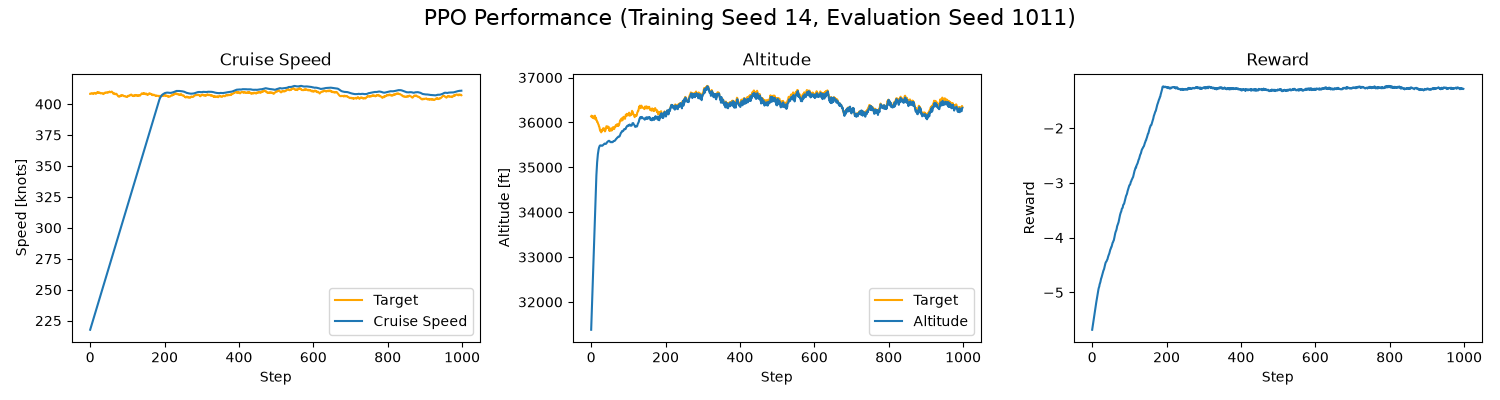 PPO Performance (Training Seed 14, Evaluation Seed 1011)
Cruise Speed
Speed [knots]
400
375
350
325
300
275
250
225
0 200 400 600 800 1000
Step
Target
Cruise Speed
Altitude
Altitude [ft]
37000
36000
35000
34000
33000
32000
0 200 400 600 800 1000
Step
Target
Altitude
Reward
Reward
−2
−3
−4
−5
0 200 400 600 800 1000
Step